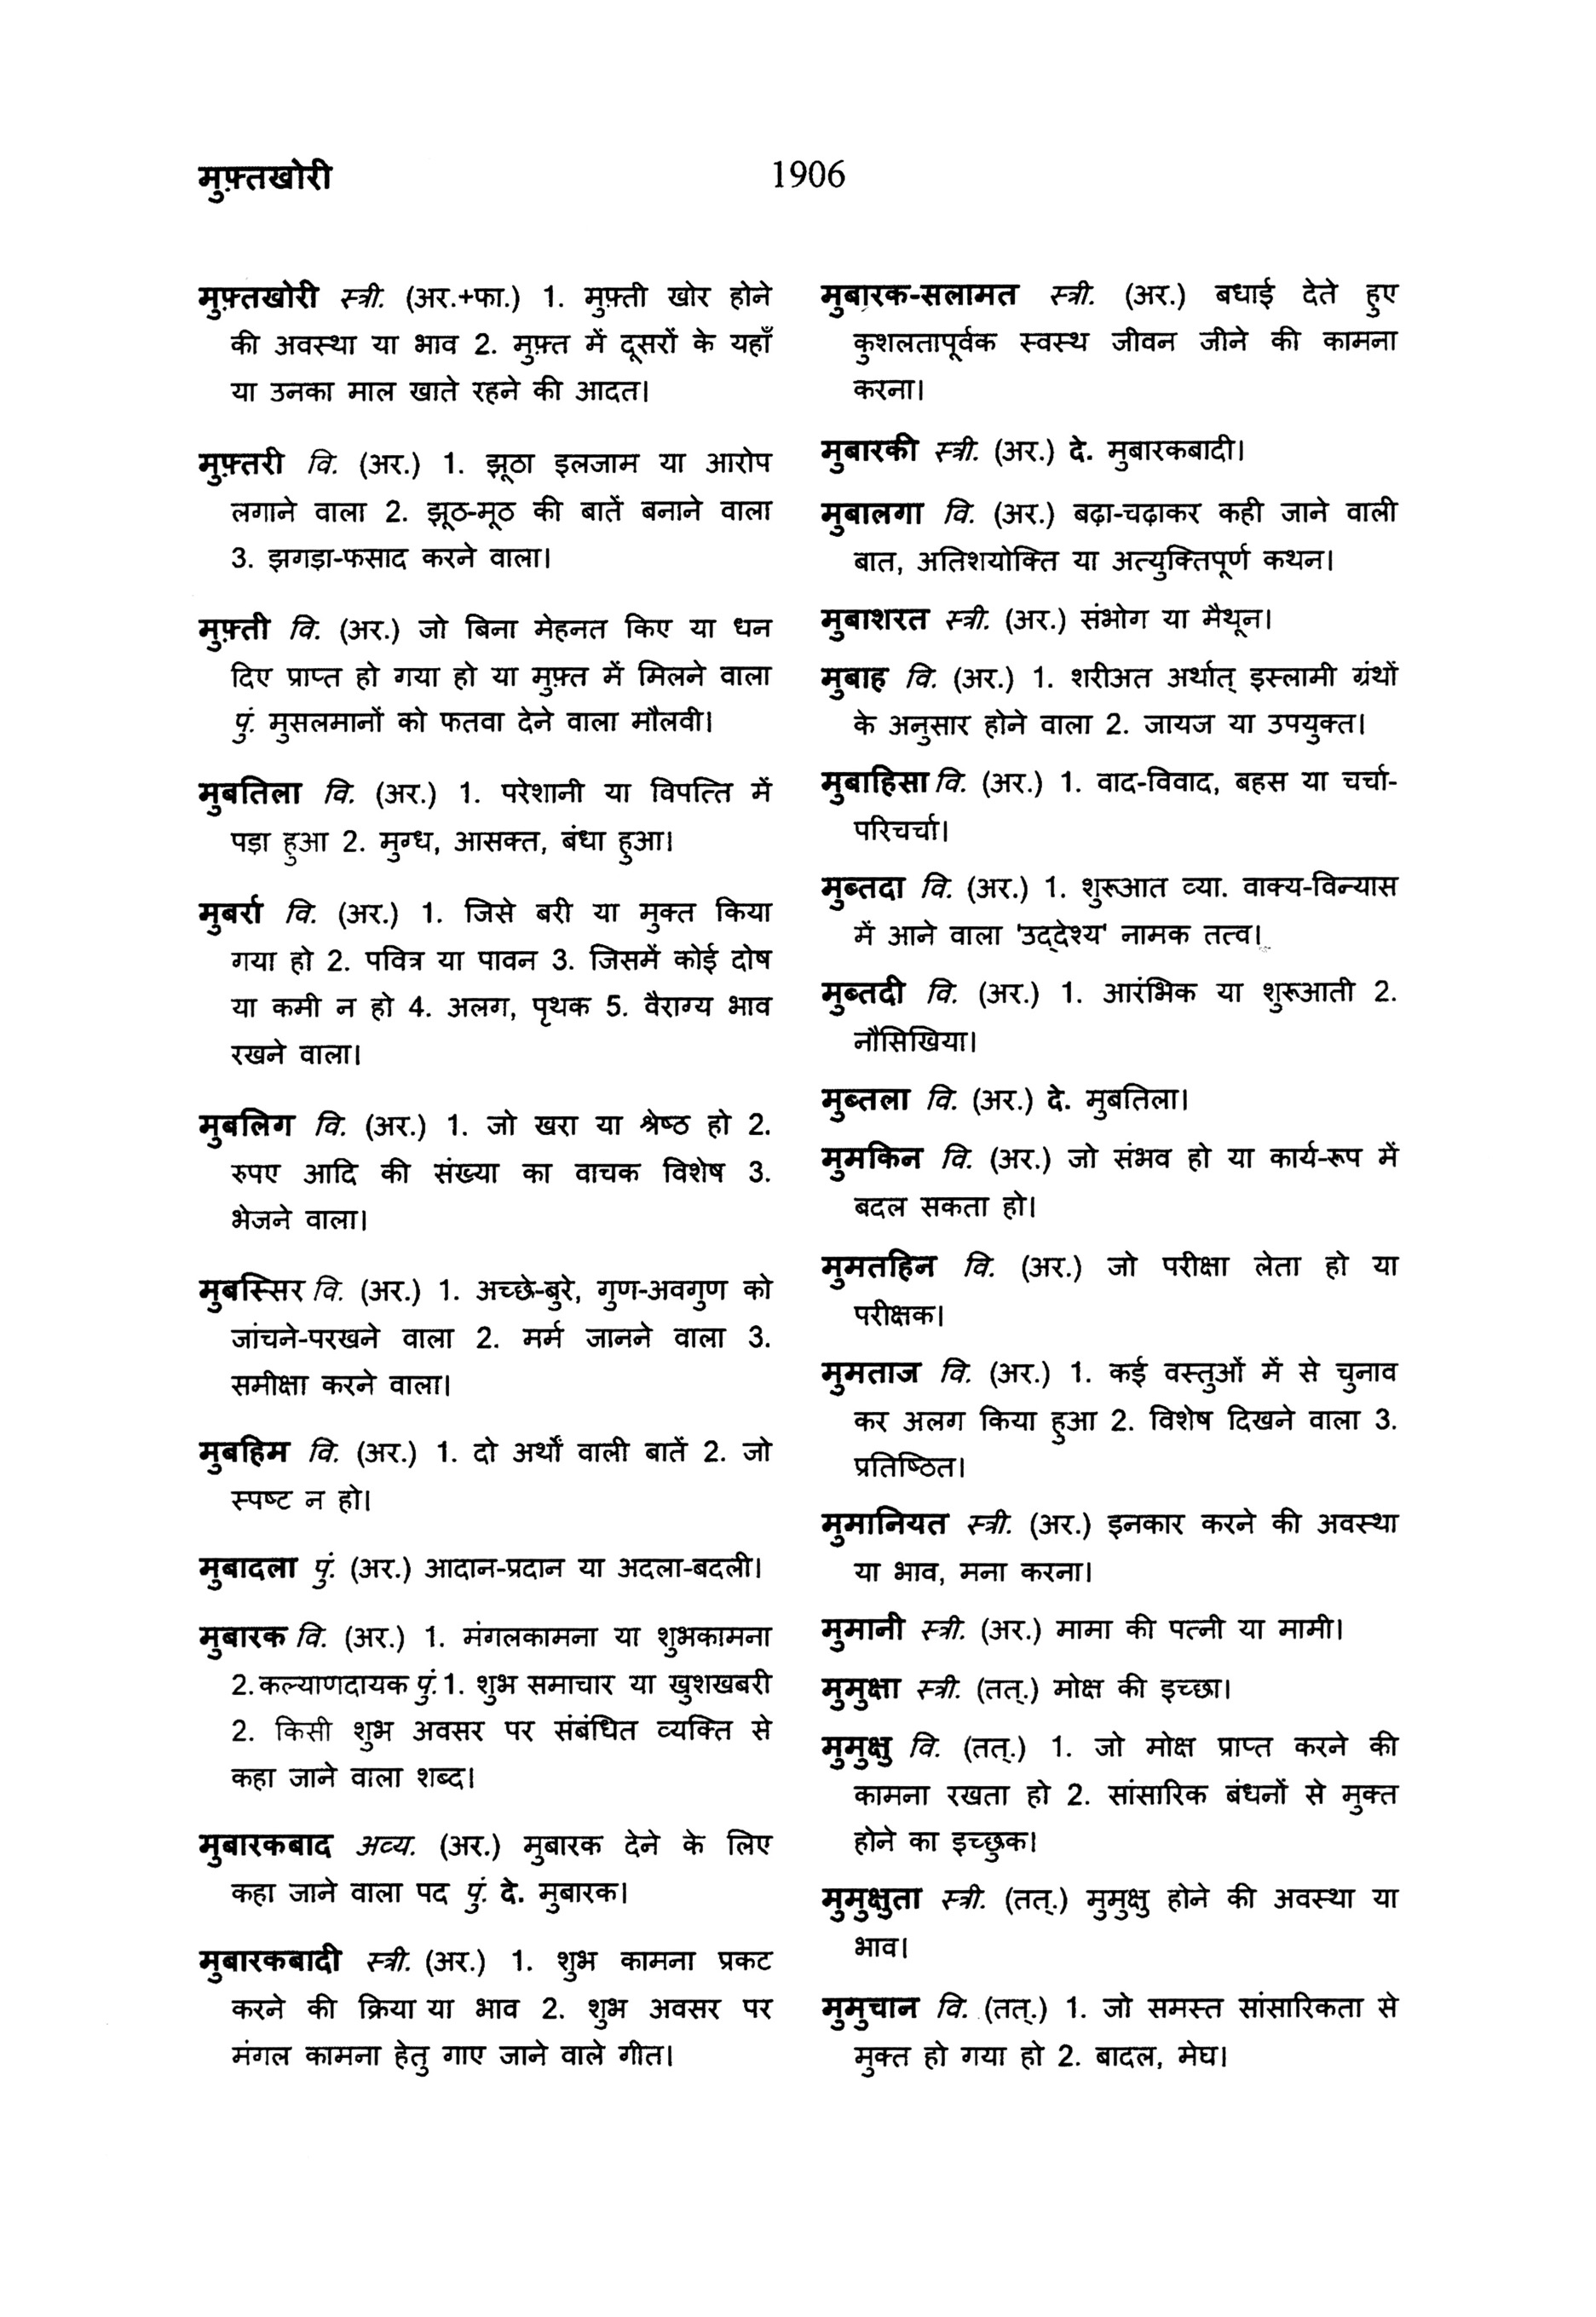 मुफ़्तखोरी
1906
मुफ़्तखोरी स्त्री. (अर.+फा.) 1. मुफ़्ती खोर होने
की अवस्था या भाव 2. मुफ़्त में दूसरों के यहाँ
या उनका माल खाते रहने की आदत।
मुफ़्तरी वि. (अर.) 1. झूठा इलजाम या आरोप
लगाने वाला 2. झूठ-मूठ की बातें बनाने वाला
3. झगड़ा-फसाद करने वाला।
मुफ़्ती वि. (अर.) जो बिना मेहनत किए या धन
दिए प्राप्त हो गया हो या मुफ़्त में मिलने वाला
पुं. मुसलमानों को फतवा देने वाला मौलवी।
मुबतिला वि. (अर.) 1. परेशानी या विपत्ति में
पड़ा हुआ 2. मुग्ध, आसक्त, बंधा हुआ।
मुबर्रा वि. (अर.) 1. जिसे बरी या मुक्त किया
गया हो 2. पवित्र या पावन 3. जिसमें कोई दोष
या कमी न हो 4. अलग, पृथक 5. वैराग्य भाव
रखने वाला।
मुबलिग वि. (अर.) 1. जो खरा या श्रेष्ठ हो 2.
रुपए आदि की संख्या का वाचक विशेष 3.
भेजने वाला।
मुबस्सिर वि. (अर.) 1. अच्छे-बुरे, गुण-अवगुण को
जांचने-परखने वाला 2. मर्म जानने वाला 3.
समीक्षा करने वाला।
मुबहिम वि. (अर.) 1. दो अर्थों वाली बातें 2. जो
स्पष्ट न हो।
मुबादला पुं. (अर.) आदान-प्रदान या अदला-बदली।
मुबारक वि. (अर.) 1. मंगलकामना या शुभकामना
2. कल्याणदायक पुं. 1. शुभ समाचार या खुशखबरी
2. किसी शुभ अवसर पर संबंधित व्यक्ति से
कहा जाने वाला शब्द।
मुबारकबाद अव्य. (अर.) मुबारक देने के लिए
कहा जाने वाला पद पुं. दे. मुबारक।
मुबारकबादी स्त्री. (अर.) 1. शुभ कामना प्रकट
करने की क्रिया या भाव 2. शुभ अवसर पर
मंगल कामना हेतु गाए जाने वाले गीत।
मुबारक-सलामत स्त्री. (अर.) बधाई देते हुए
कुशलतापूर्वक स्वस्थ जीवन जीने की कामना
करना।
मुबारकी स्त्री. (अर.) दे. मुबारकबादी।
मुबालगा वि. (अर.) बढ़ा-चढ़ाकर कही जाने वाली
बात, अतिशयोक्ति या अत्युक्तिपूर्ण कथन।
मुबाशरत स्त्री. (अर.) संभोग या मैथून।
मुबाह वि. (अर.) 1. शरीअत अर्थात् इस्लामी ग्रंथों
के अनुसार होने वाला 2. जायज या उपयुक्त।
मुबाहिसा वि. (अर.) 1. वाद-विवाद, बहस या चर्चा-
परिचर्चा।
मुब्तदा वि. (अर.) 1. शुरूआत व्या. वाक्य-विन्यास
में आने वाला 'उद्देश्य' नामक तत्व।
मुब्तदी वि. (अर.) 1. आरंभिक या शुरूआती 2.
नौसिखिया।
मुब्तला वि. (अर.) दे. मुबतिला।
मुमकिन वि. (अर.) जो संभव हो या कार्य-रूप में
बदल सकता हो।
मुमतहिन वि. (अर.) जो परीक्षा लेता हो या
परीक्षक।
मुमताज वि. (अर.) 1. कई वस्तुओं में से चुनाव
कर अलग किया हुआ 2. विशेष दिखने वाला 3.
प्रतिष्ठित।
मुमानियत स्त्री. (अर.) इनकार करने की अवस्था
या भाव, मना करना।
मुमानी स्त्री. (अर.) मामा की पत्नी या मामी।
मुमुक्षा स्त्री. (तत्.) मोक्ष की इच्छा।
मुमुक्षु वि. (तत्.) 1. जो मोक्ष प्राप्त करने की
कामना रखता हो 2. सांसारिक बंधनों से मुक्त
होने का इच्छुक।
मुमुक्षुता स्त्री. (तत्.) मुमुक्षु होने की अवस्था या
भाव।
मुमुचान वि. (तत्.) 1. जो समस्त सांसारिकता से
मुक्त हो गया हो 2. बादल, मेघ।